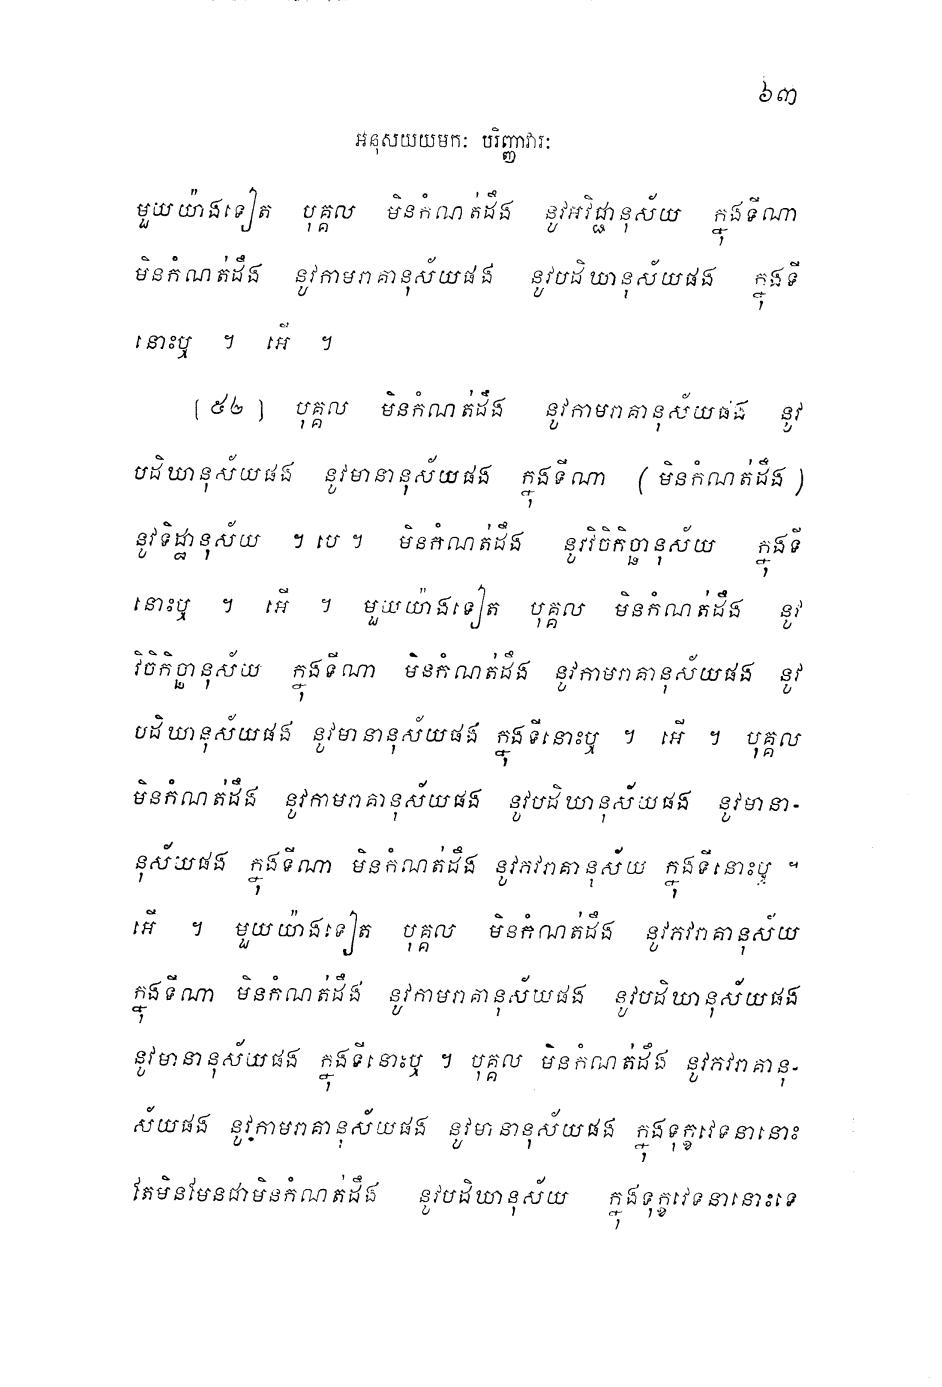 ៦៣
អនុសយយមកៈ បរិញ្ញាវារៈ
មួយយ៉ាងទៀត បុគ្គល មិនកំណត់ដឹង នូវអវិជ្ជានុស័យ ក្នុងទីណា
មិនកំណត់ដឹង នូវកាមរាគានុស័យផង នូវបដិឃានុស័យផង ក្នុងទី
នោះឬ ។ អើ ។
(៥២) បុគ្គល មិនកំណត់ដឹង នូវកាមរាគានុស័យផង នូវ
បដិឃានុស័យផង នូវមានានុស័យផង ក្នុងទីណា (មិនកំណត់ដឹង)
នូវទិដ្ឋានុស័យ ។ បេ ។ មិនកំណត់ដឹង នូវវិចិកិច្ឆានុស័យ ក្នុងទី
នោះឬ ។ អើ ។ មួយយ៉ាងទៀត បុគ្គល មិនកំណត់ដឹង នូវ
វិចិកិច្ឆានុស័យ ក្នុងទីណា មិនកំណត់ដឹង នូវកាមរាគានុស័យផង នូវ
បដិឃានុស័យផង នូវមានានុស័យផង ក្នុងទីនោះឬ ។ អើ ។ បុគ្គល
មិនកំណត់ដឹង នូវកាមរាគានុស័យផង នូវបដិឃានុស័យផង នូវមានា-
នុស័យផង ក្នុងទីណា មិនកំណត់ដឹង នូវភវរាគានុស័យ ក្នុងទីនោះឬ ។
អើ ។ មួយយ៉ាងទៀត បុគ្គល មិនកំណត់ដឹង នូវភវរាគានុស័យ
ក្នុងទីណា មិនកំណត់ដឹង នូវកាមរាគានុស័យផង នូវបដិឃានុស័យផង
នូវមានានុស័យផង ក្នុងទីនោះឬ ។ បុគ្គល មិនកំណត់ដឹង នូវភវរាគានុ-
ស័យផង នូវកាមរាគានុស័យផង នូវមានានុស័យផង ក្នុងទុក្ខវេទនានោះ
តែមិនមែនជាមិនកំណត់ដឹង នូវបដិឃានុស័យ ក្នុងទុក្ខវេទនានោះទេ